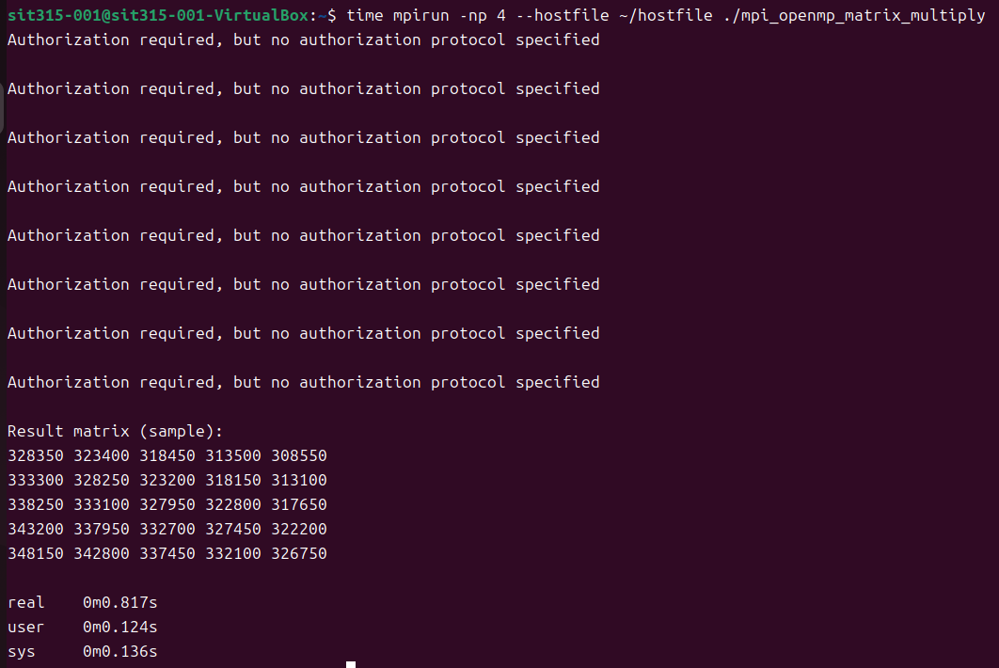 sit315-001@sit315-001-VirtualBox:~$ time mpirun -np 4 --hostfile ~/hostfile ./mpi_openmp_matrix_multiply
Authorization required, but no authorization protocol specified
Authorization required, but no authorization protocol specified
Authorization required, but no authorization protocol specified
Authorization required, but no authorization protocol specified
Authorization required, but no authorization protocol specified
Authorization required, but no authorization protocol specified
Authorization required, but no authorization protocol specified
Authorization required, but no authorization protocol specified
Result matrix (sample):
328350 323400 318450 313500 308550
333300 328250 323200 318150 313100
338250 333100 327950 322800 317650
343200 337950 332700 327450 322200
348150 342800 337450 332100 326750
real 0m0.817s
user 0m0.124s
sys 0m0.136s